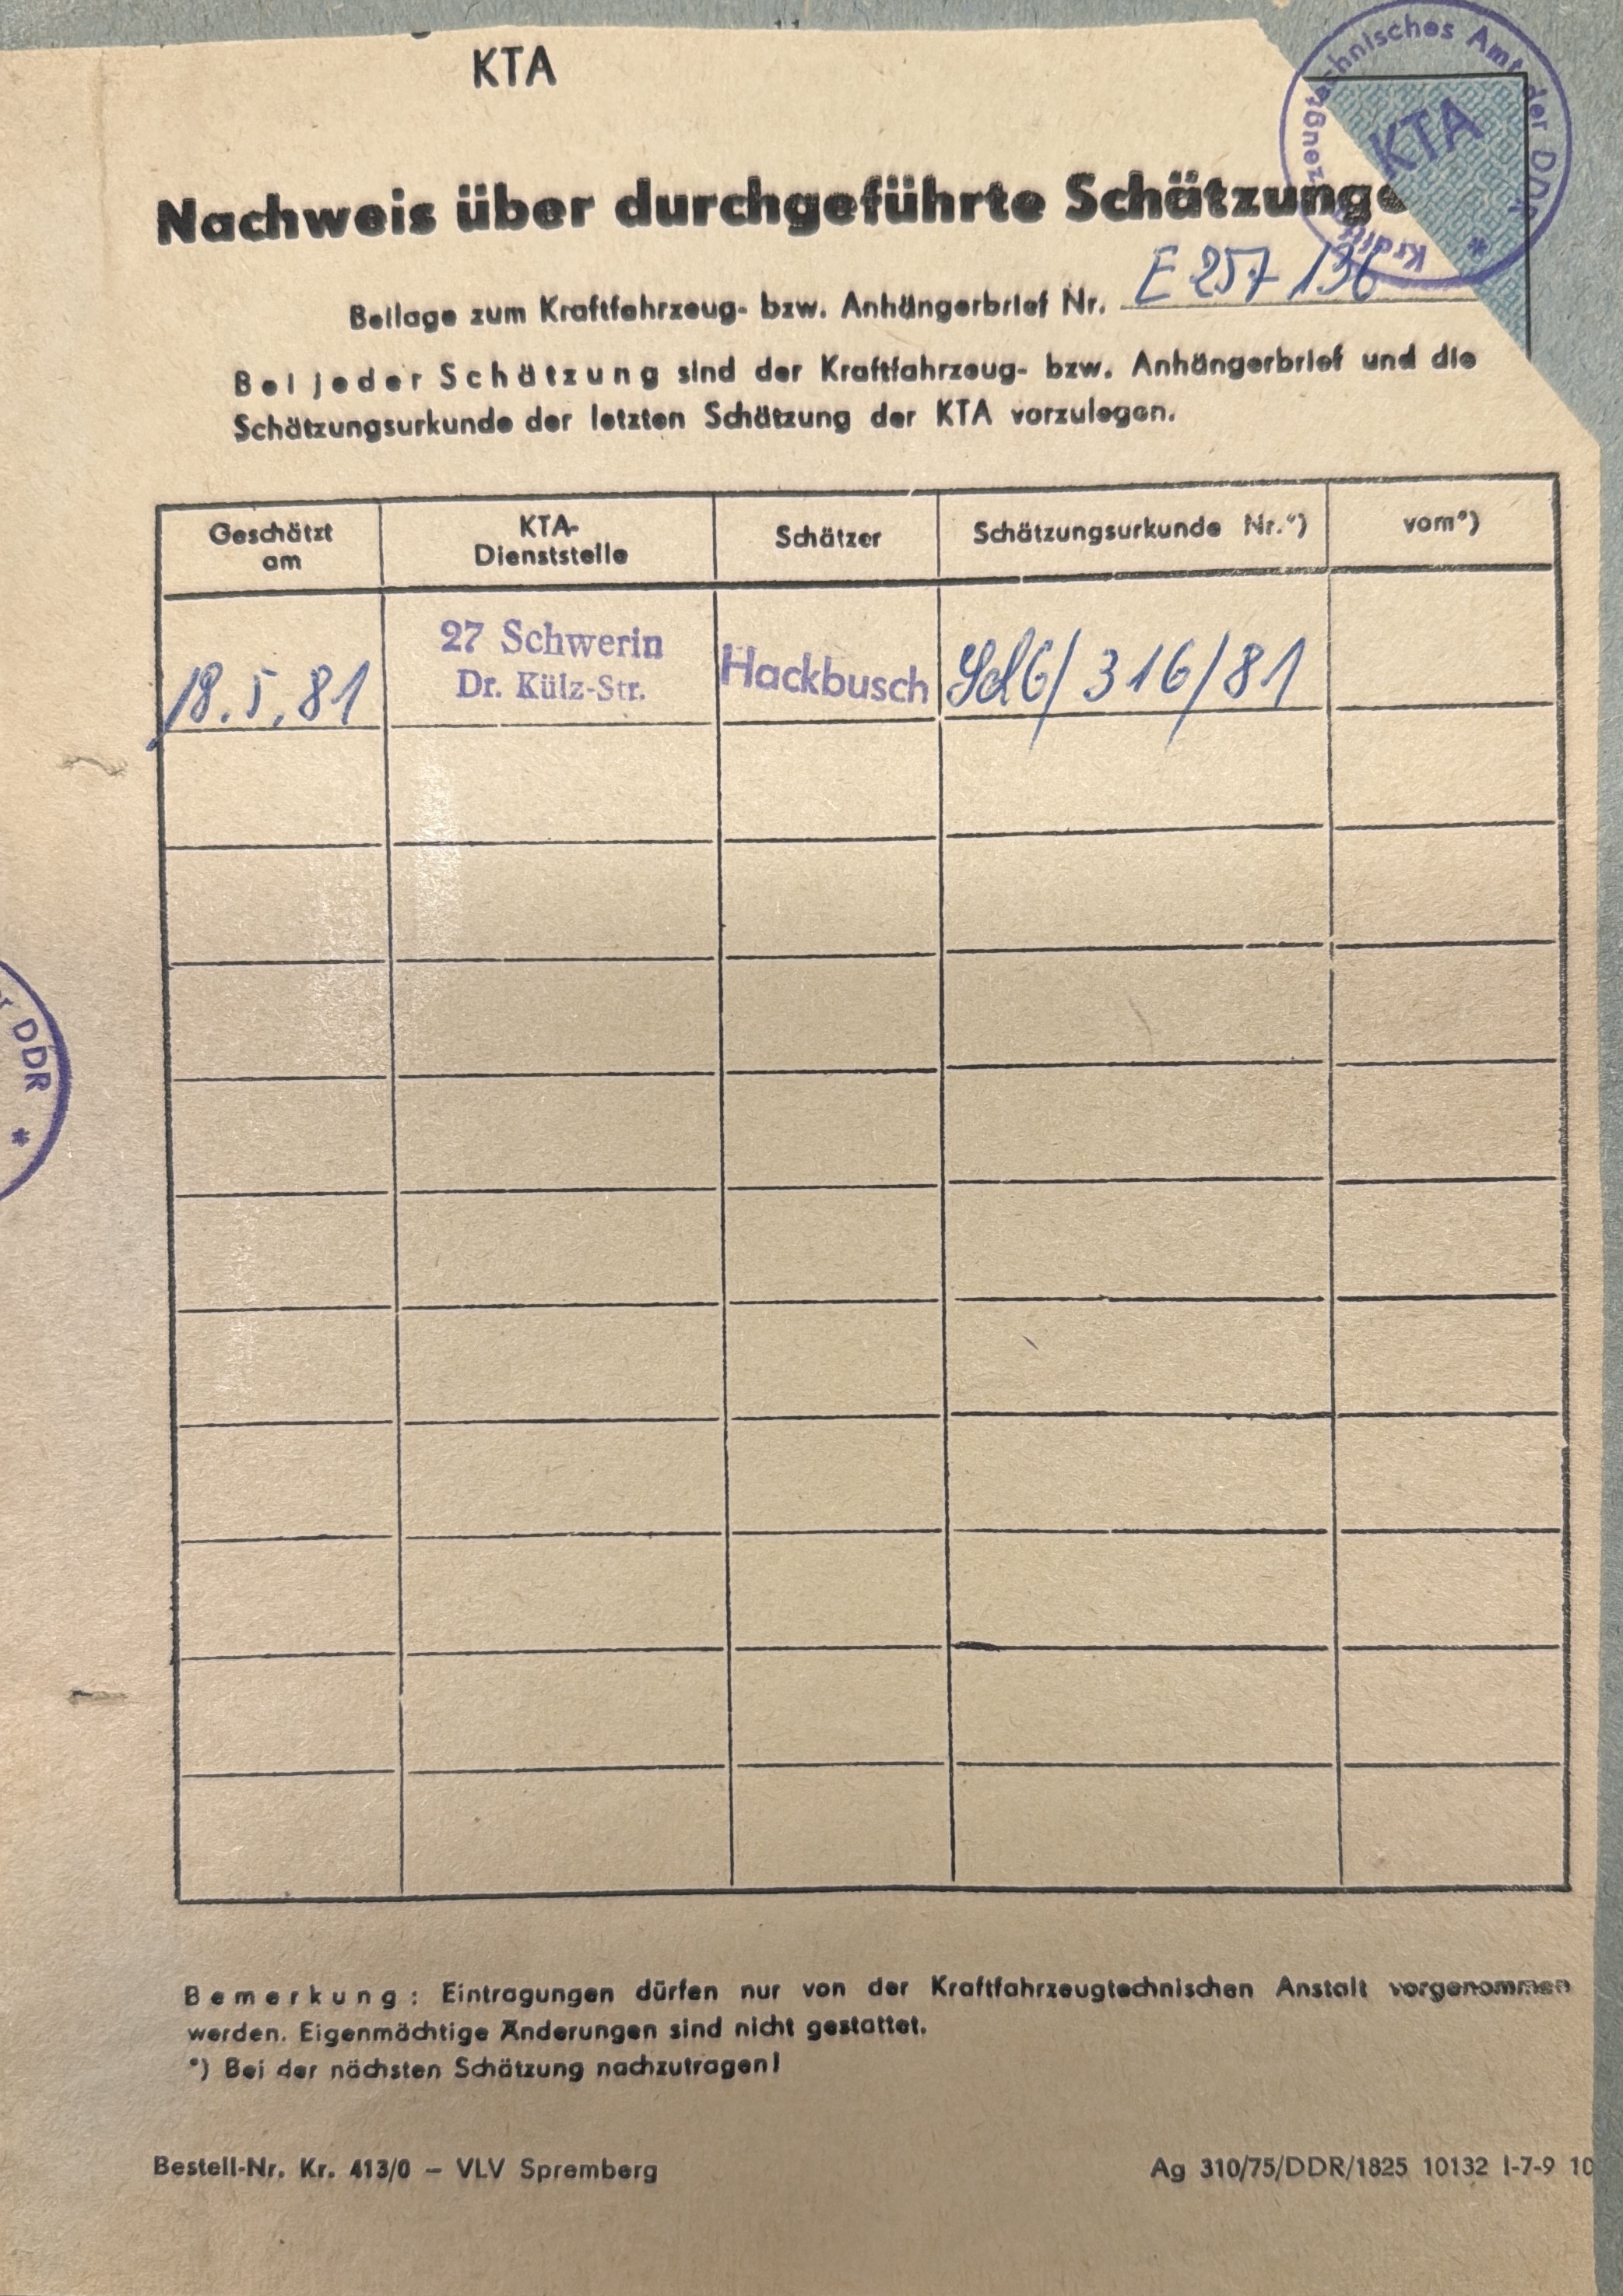 KTA
Kraftfahrzeugtechnisches Amt der DDR *
KTA
Nachweis über durchgeführte Schätzunge
Beilage zum Kraftfahrzeug- bzw. Anhängerbrief Nr. E 257 136
Bei jeder Schätzung sind der Kraftfahrzeug- bzw. Anhängerbrief und die
Schätzungsurkunde der letzten Schätzung der KTA vorzulegen.
Geschätzt am
KTA-Dienststelle
Schätzer
Schätzungsurkunde Nr.*)
vom*)
18.5.81
27 Schwerin
Dr. Külz-Str.
Hackbusch
/ 316/81
DDR *
Bemerkung: Eintragungen dürfen nur von der Kraftfahrzeugtechnischen Anstalt vorgenommen
werden. Eigenmächtige Änderungen sind nicht gestattet.
*) Bei der nächsten Schätzung nachzutragen!
Bestell-Nr. Kr. 413/0 – VLV Spremberg
Ag 310/75/DDR/1825 10132 I-7-9 10